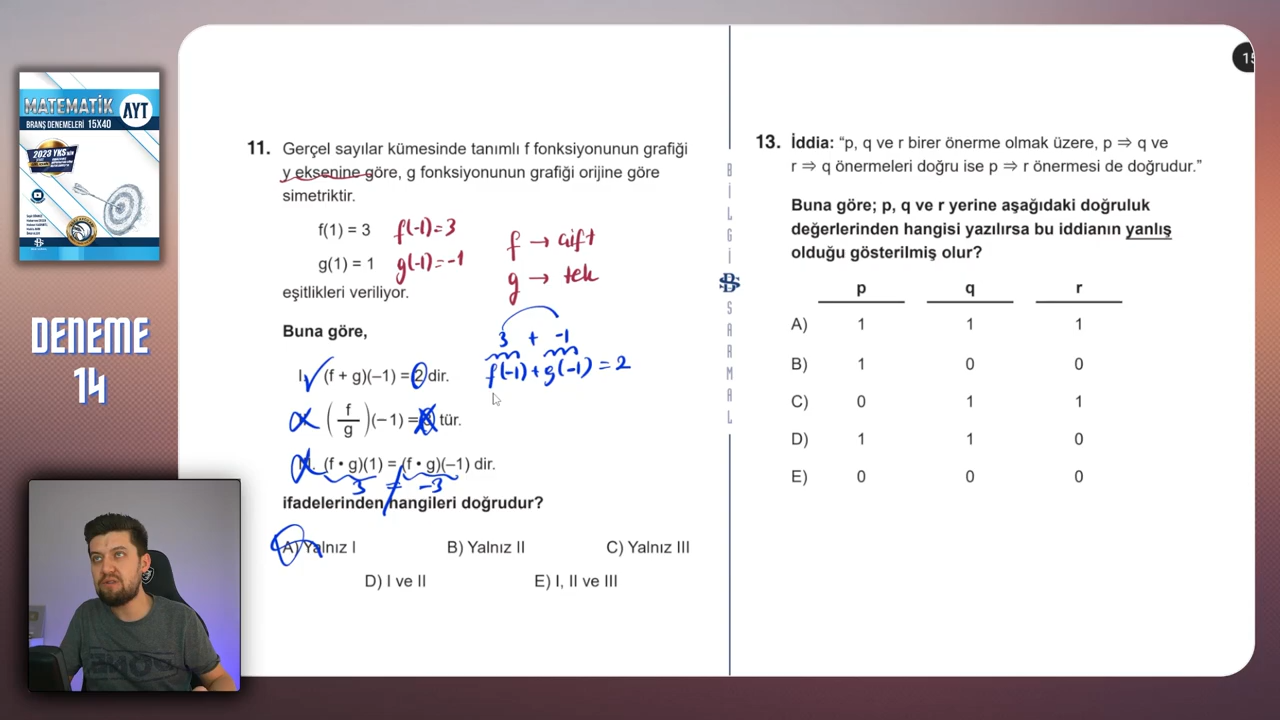 MATEMATİK AYT
BRANŞ DENEMELERİ 15X40
DENEME
14
11. Gerçel sayılar kümesinde tanımlı f fonksiyonunun grafiği
y eksenine göre, g fonksiyonunun grafiği orijine göre
simetriktir.
f(1) = 3 f(-1)=3
g(1) = 1 g(-1)=-1
f → çift
g → tek
eşitlikleri veriliyor.
Buna göre,
3 + -1
f(-1)+g(-1)=2
I. (f + g)(–1) = 2 dir.
(f/g)(–1) = tür.
(f • g)(1) = (f • g)(–1) dir.
3 = -3
ifadelerinden hangileri doğrudur?
A) Yalnız I B) Yalnız II C) Yalnız III
D) I ve II E) I, II ve III
BİLGİ
SARMAL
15
13. İddia: “p, q ve r birer önerme olmak üzere, p ⇒ q ve
r ⇒ q önermeleri doğru ise p ⇒ r önermesi de doğrudur.”
Buna göre; p, q ve r yerine aşağıdaki doğruluk
değerlerinden hangisi yazılırsa bu iddianın yanlış
olduğu gösterilmiş olur?
p q r
A) 1 1 1
B) 1 0 0
C) 0 1 1
D) 1 1 0
E) 0 0 0